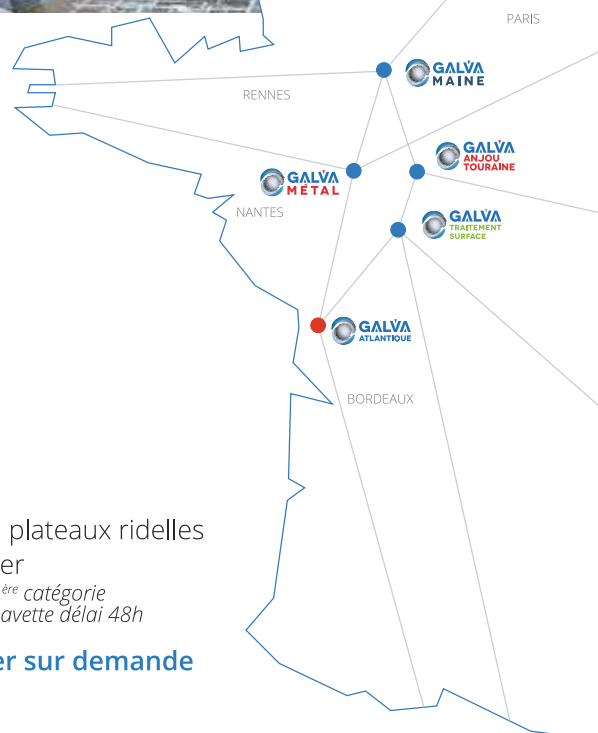 PARIS
GALVA
MAINE
RENNES
GALVA
ANJOU
TOURAINE
GALVA
MÉTAL
NANTES
GALVA
TRAITEMENT
SURFACE
GALVA
ATLANTIQUE
BORDEAUX
plateaux ridelles
er
ère catégorie
avette délai 48h
er sur demande